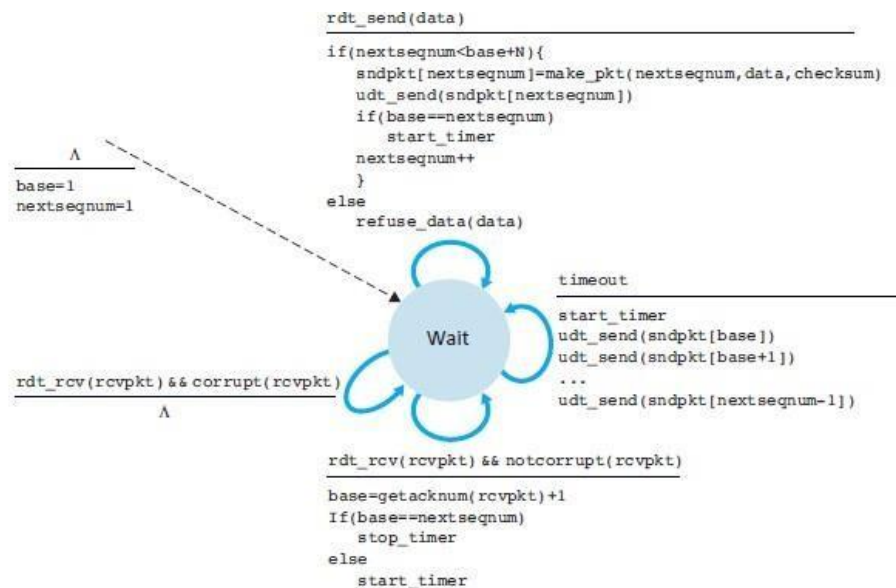 rdt_send(data)
if(nextseqnum<base+N){
sndpkt[nextseqnum]=make_pkt(nextseqnum,data,checksum)
udt_send(sndpkt[nextseqnum])
if(base==nextseqnum)
start_timer
nextseqnum++
}
else
refuse_data(data)
Λ
base=1
nextseqnum=1
Wait
timeout
start_timer
udt_send(sndpkt[base])
udt_send(sndpkt[base+1])
...
udt_send(sndpkt[nextseqnum-1])
rdt_rcv(rcvpkt) && corrupt(rcvpkt)
Λ
rdt_rcv(rcvpkt) && notcorrupt(rcvpkt)
base=getacknum(rcvpkt)+1
If(base==nextseqnum)
stop_timer
else
start_timer